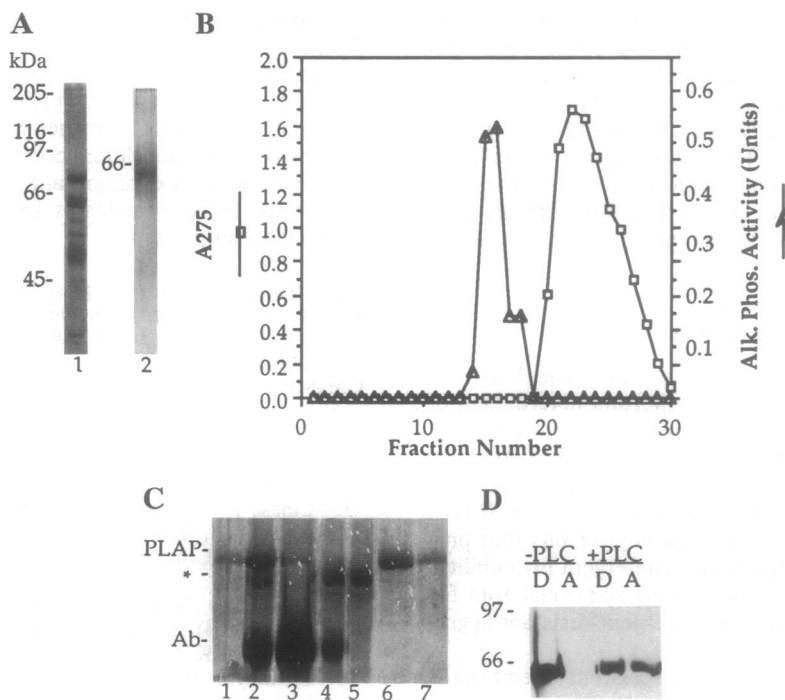 A
kDa
205-
116-
97-
66-
45-
66-
1
2
B
2.0
1.8
1.6
1.4
1.2
1.0
0.8
0.6
0.4
0.2
0.0
A275
0.6
0.5
0.4
0.3
0.2
0.1
Alk. Phos. Activity (Units)
0 10 20 30
Fraction Number
C
PLAP-
* -
Ab-
1 2 3 4 5 6 7
D
-PLC +PLC
D A D A
97 -
66 -